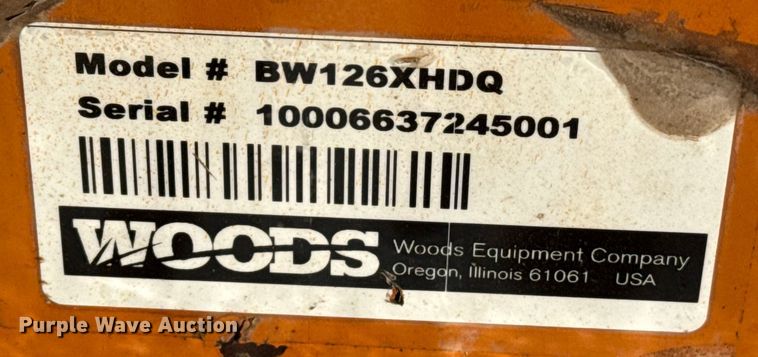 Model # BW126XHDQ
Serial # 10006637245001
WOODS
Woods Equipment Company
Oregon, Illinois 61061 USA
Purple Wave Auction